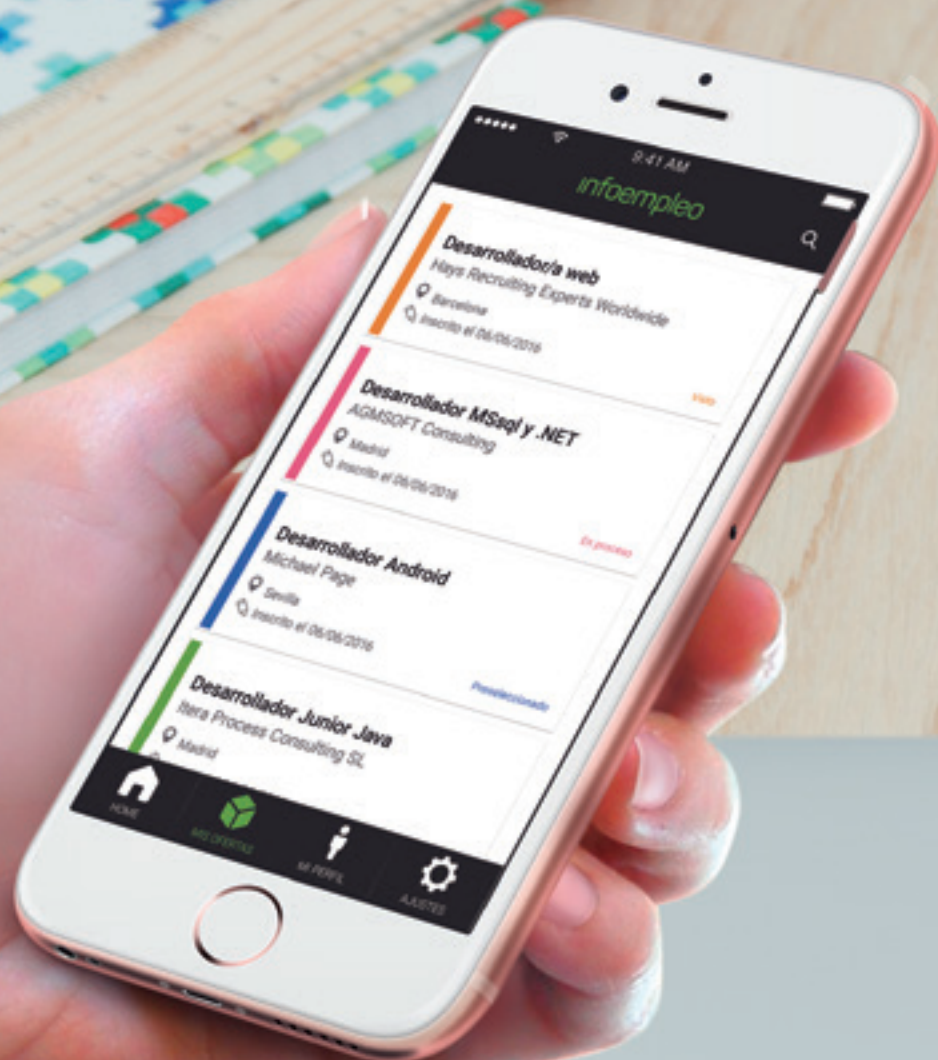 9:41 AM
infoempleo
Desarrollador/a web
Hays Recruiting Experts Worldwide
Barcelona
Inscrito el 06/06/2016
Visto
Desarrollador MSsql y .NET
AGMSOFT Consulting
Madrid
Inscrito el 06/06/2016
En proceso
Desarrollador Android
Michael Page
Sevilla
Inscrito el 06/06/2016
Preseleccionado
Desarrollador Junior Java
Itera Process Consulting SL
Madrid
HOME
MIS OFERTAS
MI PERFIL
AJUSTES